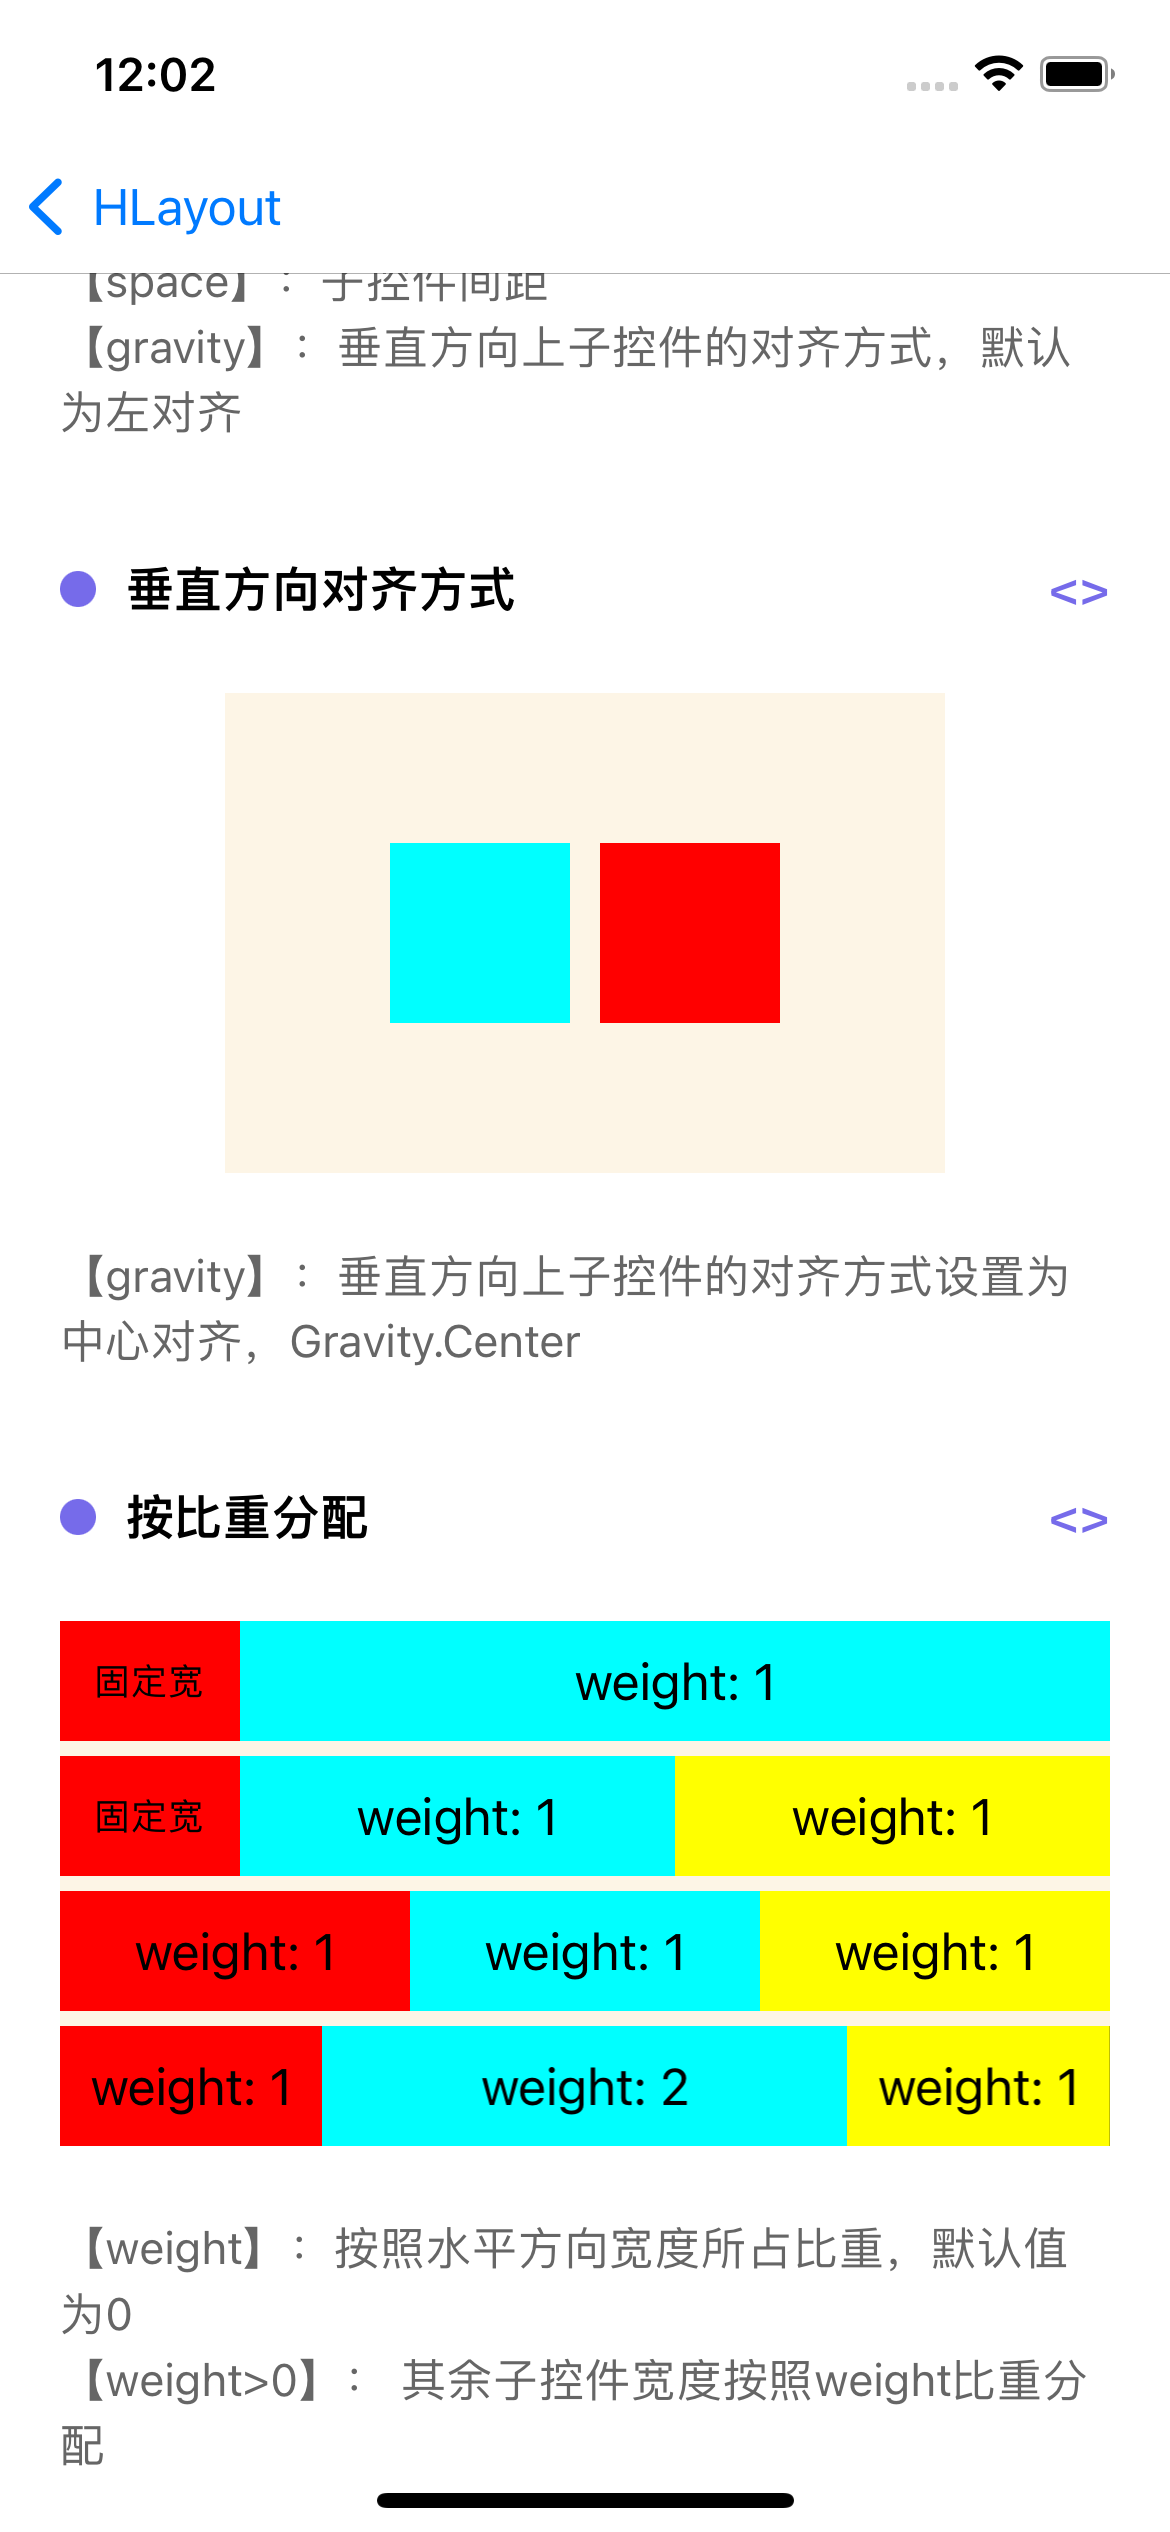 12:02
HLayout
【space】：子控件间距
【gravity】：垂直方向上子控件的对齐方式，默认
为左对齐
垂直方向对齐方式
<>
【gravity】：垂直方向上子控件的对齐方式设置为
中心对齐，Gravity.Center
按比重分配
<>
固定宽 weight: 1
固定宽 weight: 1 weight: 1
weight: 1 weight: 1 weight: 1
weight: 1 weight: 2 weight: 1
【weight】：按照水平方向宽度所占比重，默认值
为0
【weight>0】： 其余子控件宽度按照weight比重分
配